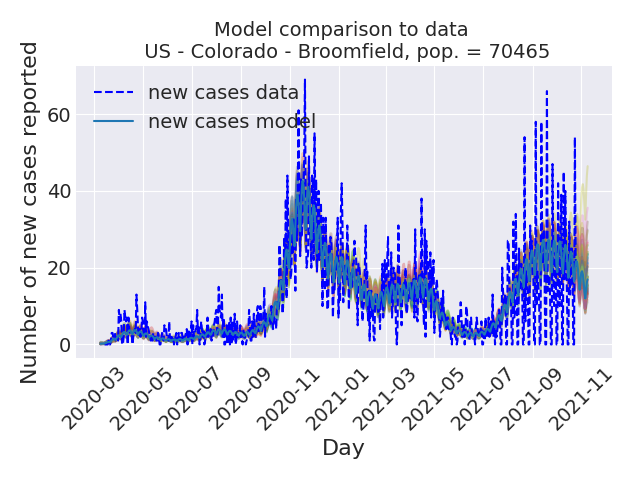 Model comparison to data
US - Colorado - Broomfield, pop. = 70465
Number of new cases reported
60
40
20
0
new cases data
new cases model
2020-03
2020-05
2020-07
2020-09
2020-11
2021-01
2021-03
2021-05
2021-07
2021-09
2021-11
Day